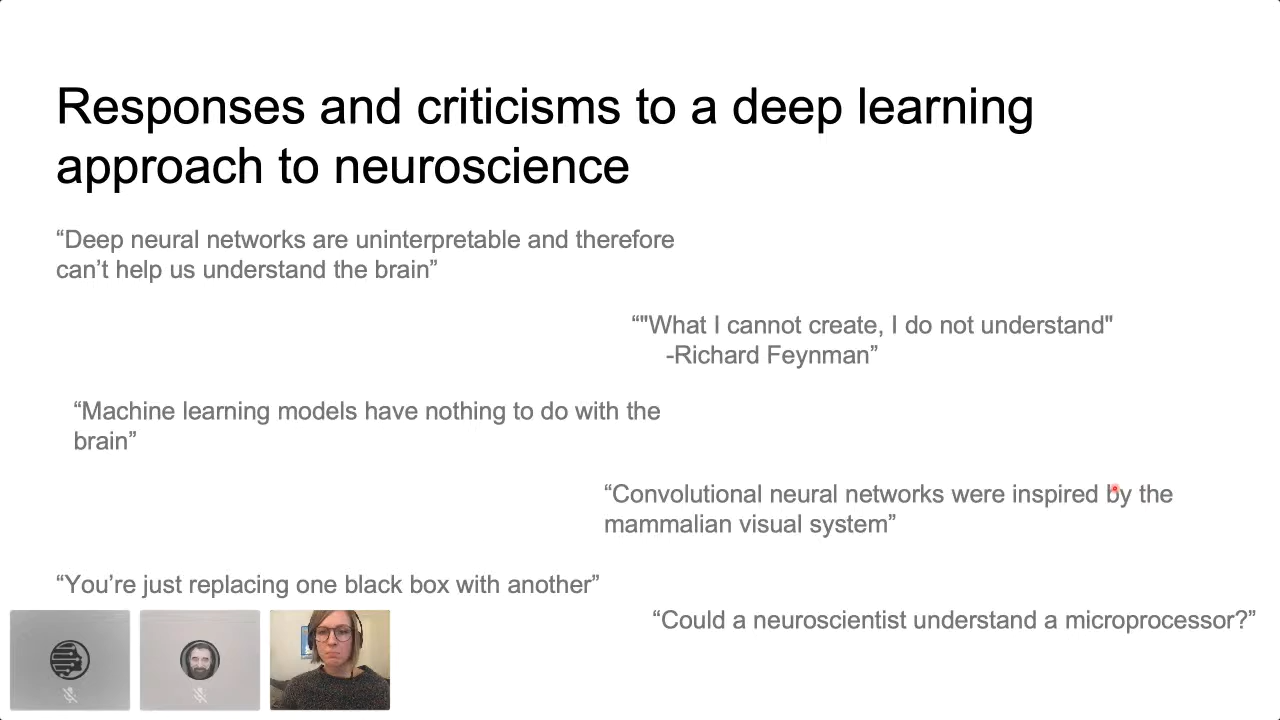 Responses and criticisms to a deep learning
approach to neuroscience
“Deep neural networks are uninterpretable and therefore
can’t help us understand the brain”
“"What I cannot create, I do not understand"
-Richard Feynman”
“Machine learning models have nothing to do with the
brain”
“Convolutional neural networks were inspired by the
mammalian visual system”
“You’re just replacing one black box with another”
“Could a neuroscientist understand a microprocessor?”